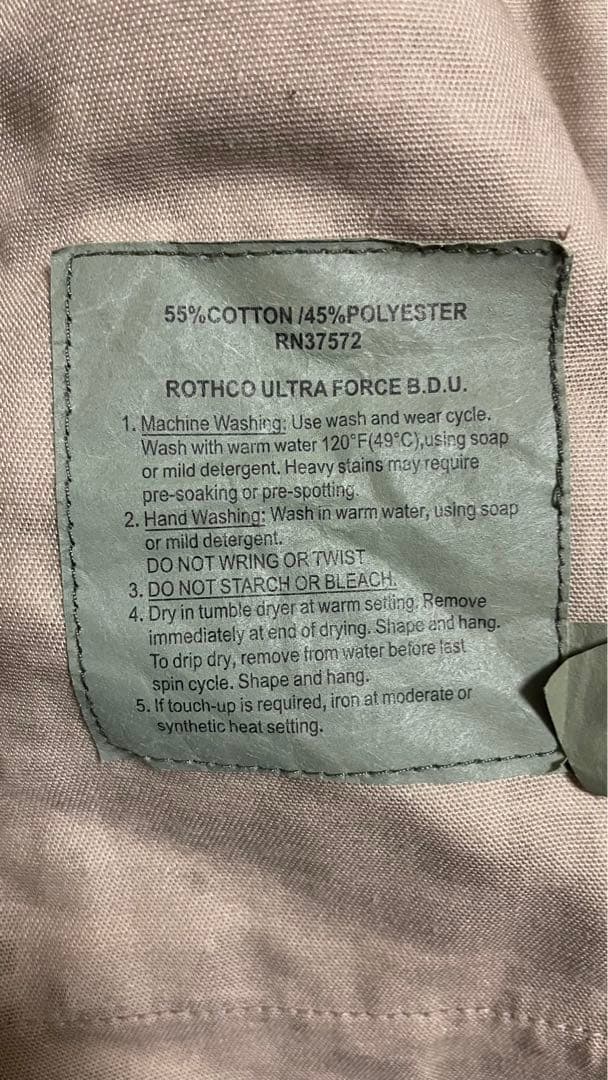 55%COTTON /45%POLYESTER
RN37572
ROTHCO ULTRA FORCE B.D.U.
1. Machine Washing: Use wash and wear cycle.
Wash with warm water 120°F(49°C),using soap
or mild detergent. Heavy stains may require
pre-soaking or pre-spotting.
2. Hand Washing: Wash in warm water, using soap
or mild detergent.
DO NOT WRING OR TWIST
3. DO NOT STARCH OR BLEACH.
4. Dry in tumble dryer at warm setting. Remove
immediately at end of drying. Shape and hang.
To drip dry, remove from water before last
spin cycle. Shape and hang.
5. If touch-up is required, iron at moderate or
synthetic heat setting.